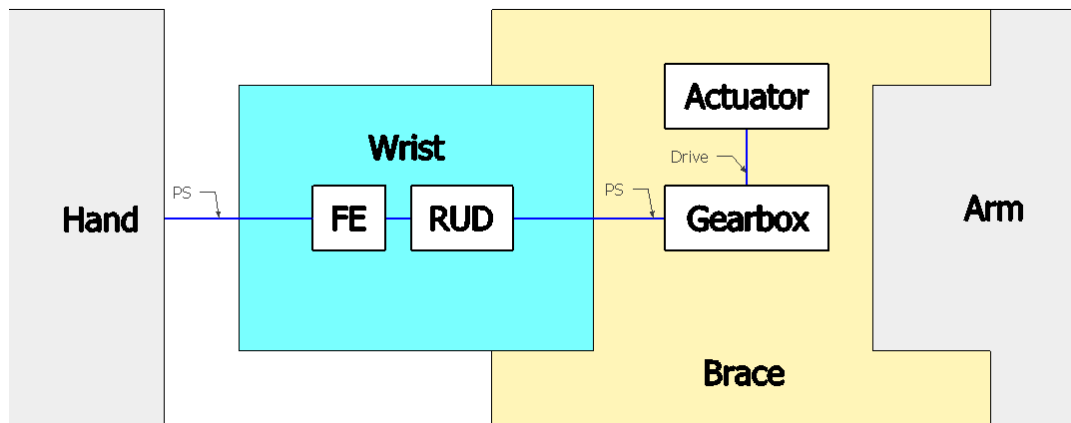 Actuator
Wrist
Drive
PS
PS
Hand
FE
RUD
Gearbox
Arm
Brace